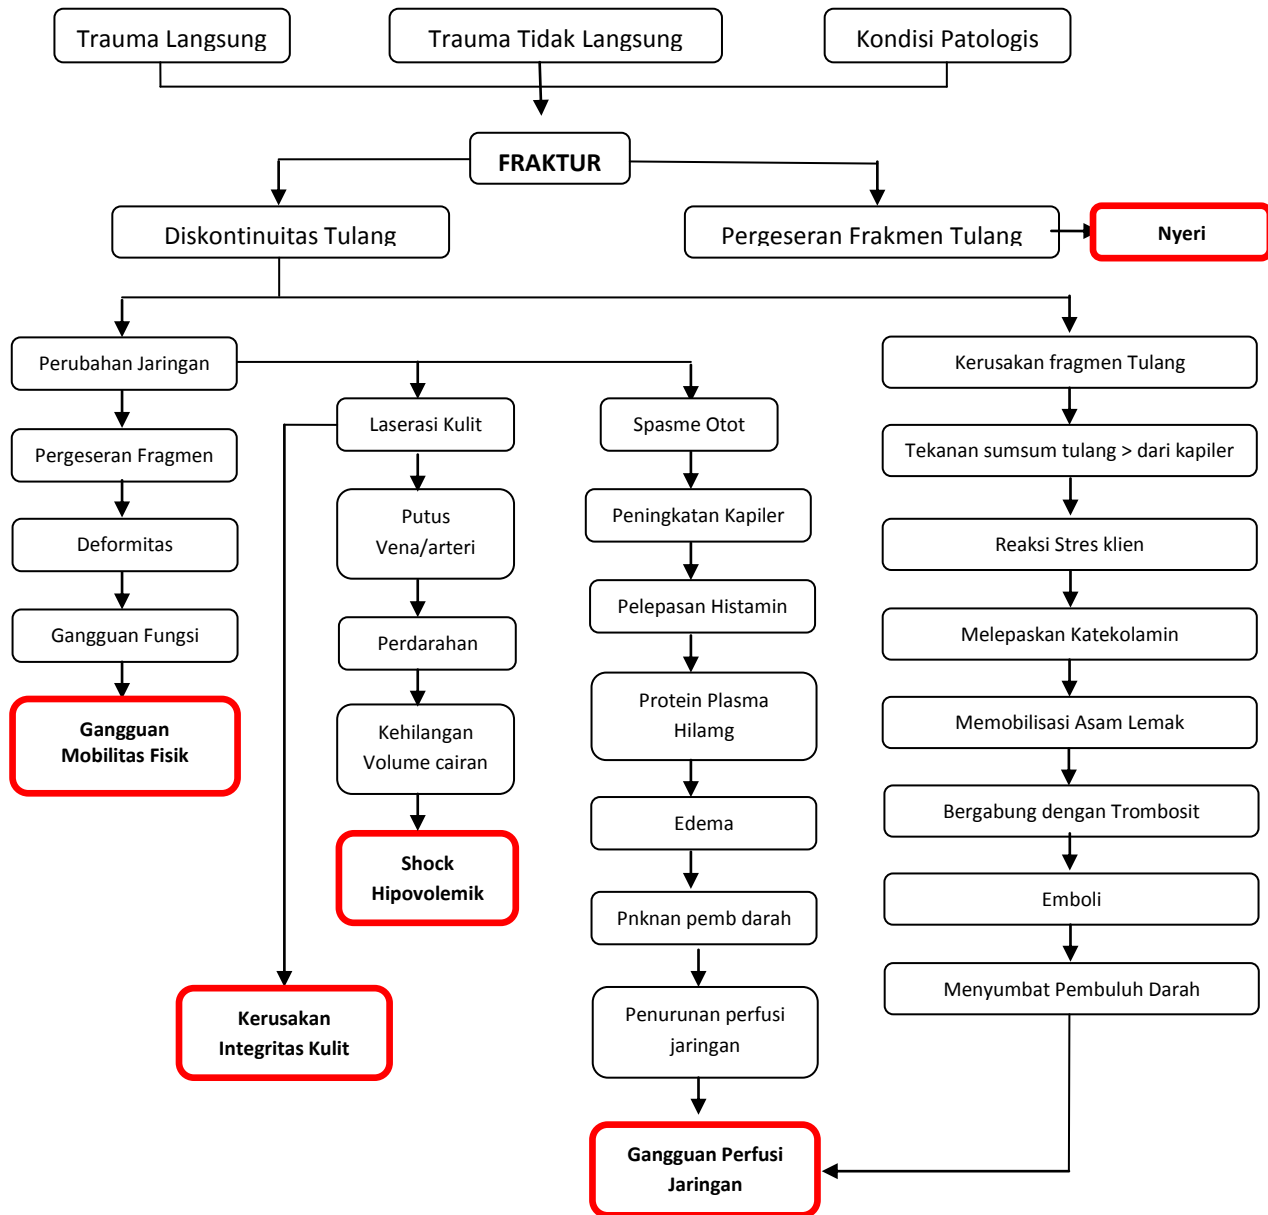 Trauma Langsung
Trauma Tidak Langsung
Kondisi Patologis
FRAKTUR
Diskontinuitas Tulang
Pergeseran Frakmen Tulang
Nyeri
Perubahan Jaringan
Kerusakan fragmen Tulang
Laserasi Kulit
Spasme Otot
Pergeseran Fragmen
Tekanan sumsum tulang > dari kapiler
Putus
Vena/arteri
Peningkatan Kapiler
Deformitas
Reaksi Stres klien
Pelepasan Histamin
Gangguan Fungsi
Perdarahan
Melepaskan Katekolamin
Gangguan
Mobilitas Fisik
Kehilangan
Volume cairan
Protein Plasma
Hilamg
Memobilisasi Asam Lemak
Edema
Bergabung dengan Trombosit
Shock
Hipovolemik
Pnknan pemb darah
Emboli
Menyumbat Pembuluh Darah
Kerusakan
Integritas Kulit
Penurunan perfusi
jaringan
Gangguan Perfusi
Jaringan